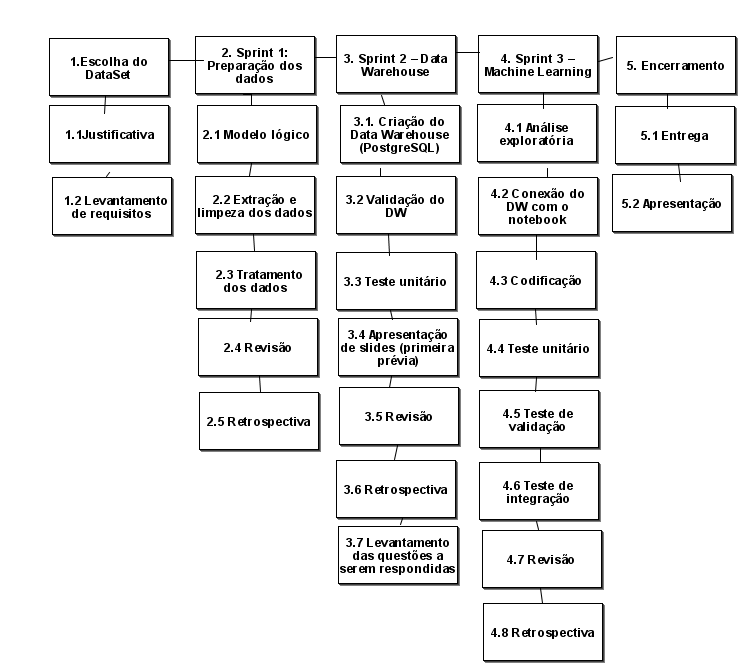 1.Escolha do
DataSet
1.1Justificativa
1.2 Levantamento
de requisitos
2. Sprint 1:
Preparação dos
dados
2.1 Modelo lógico
2.2 Extração e
limpeza dos dados
2.3 Tratamento
dos dados
2.4 Revisão
2.5 Retrospectiva
3. Sprint 2 – Data
Warehouse
3.1. Criação do
Data Warehouse
(PostgreSQL)
3.2 Validação do
DW
3.3 Teste unitário
3.4 Apresentação
de slides (primeira
prévia)
3.5 Revisão
3.6 Retrospectiva
3.7 Levantamento
das questões a
serem respondidas
4. Sprint 3 –
Machine Learning
4.1 Análise
exploratória
4.2 Conexão do
DW com o
notebook
4.3 Codificação
4.4 Teste unitário
4.5 Teste de
validação
4.6 Teste de
integração
4.7 Revisão
4.8 Retrospectiva
5. Encerramento
5.1 Entrega
5.2 Apresentação